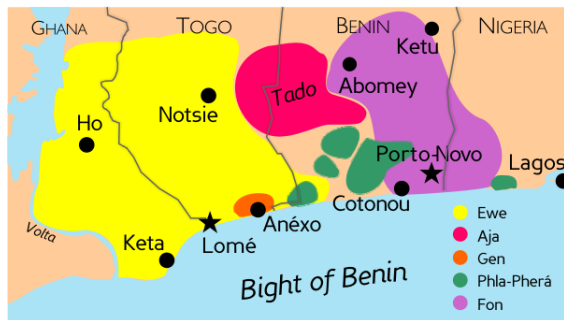 GHANA TOGO BENIN NIGERIA
Ketu
Abomey
Tado
Notsie
Ho
Porto-Novo
Lagos
Cotonou
Anéxo
Volta
Lomé
Keta
Bight of Benin
Ewe
Aja
Gen
Phla-Pherá
Fon